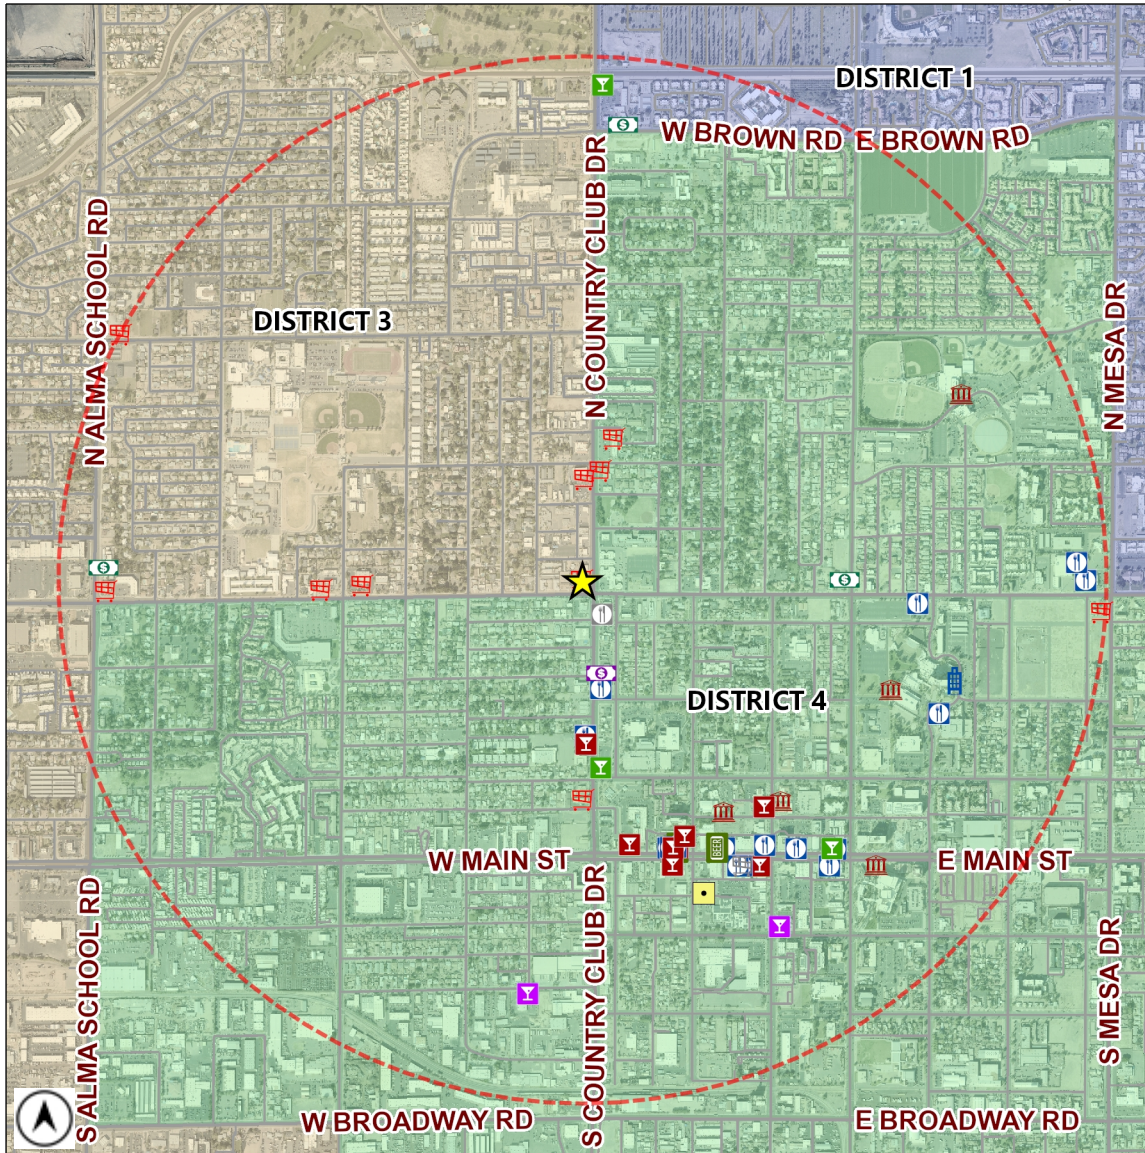 DISTRICT 1
W BROWN RD
E BROWN RD
N COUNTRY CLUB DR
N ALMA SCHOOL RD
DISTRICT 3
N MESA DR
DISTRICT 4
BEER
W MAIN ST
E MAIN ST
S ALMA SCHOOL RD
S COUNTRY CLUB DR
S MESA DR
W BROADWAY RD
E BROADWAY RD